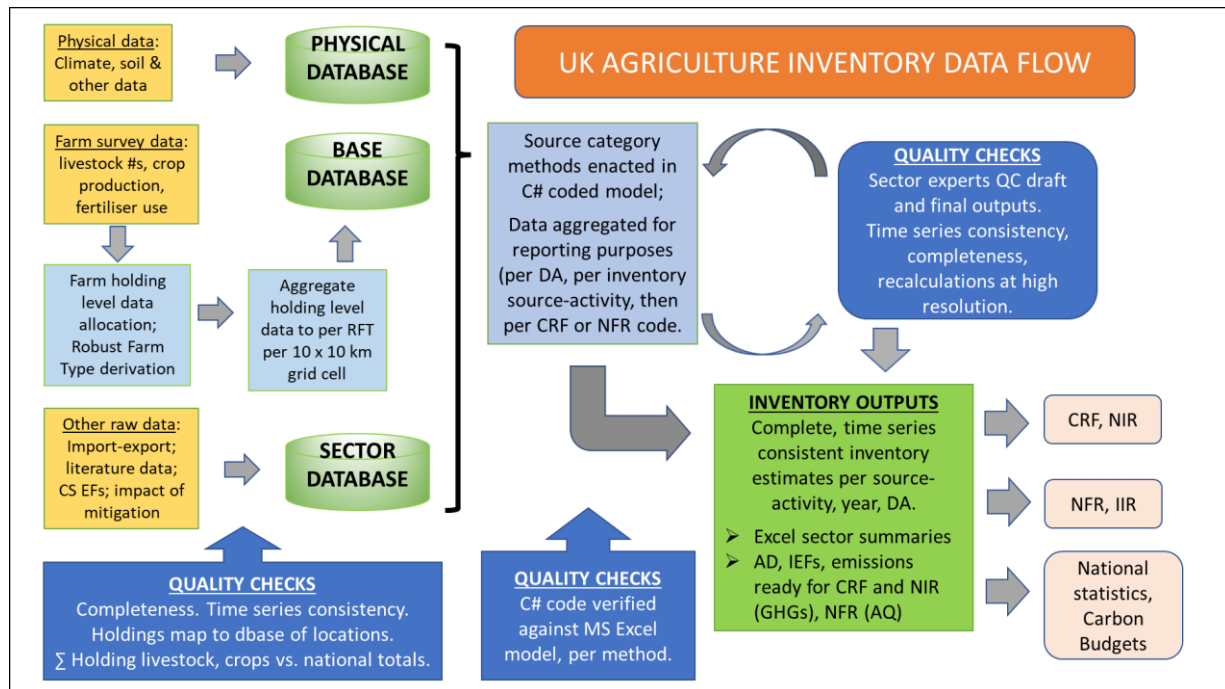 Physical data:
Climate, soil &
other data
PHYSICAL
DATABASE
UK AGRICULTURE INVENTORY DATA FLOW
Farm survey data:
livestock #s, crop
production,
fertiliser use
BASE
DATABASE
Source category
methods enacted in
C# coded model;
Data aggregated for
reporting purposes
(per DA, per inventory
source-activity, then
per CRF or NFR code.
QUALITY CHECKS
Sector experts QC draft
and final outputs.
Time series consistency,
completeness,
recalculations at high
resolution.
Farm holding
level data
allocation;
Robust Farm
Type derivation
Aggregate
holding level
data to per RFT
per 10 x 10 km
grid cell
Other raw data:
Import-export;
literature data;
CS EFs; impact of
mitigation
SECTOR
DATABASE
INVENTORY OUTPUTS
Complete, time series
consistent inventory
estimates per source-
activity, year, DA.
➢ Excel sector summaries
➢ AD, IEFs, emissions
ready for CRF and NIR
(GHGs), NFR (AQ)
CRF, NIR
NFR, IIR
National
statistics,
Carbon
Budgets
QUALITY CHECKS
Completeness. Time series consistency.
Holdings map to dbase of locations.
∑ Holding livestock, crops vs. national totals.
QUALITY CHECKS
C# code verified
against MS Excel
model, per method.